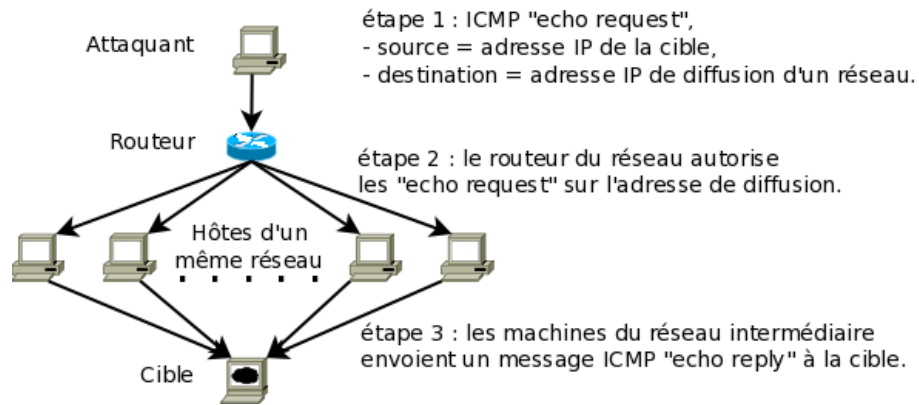 Attaquant
étape 1 : ICMP "echo request",
- source = adresse IP de la cible,
- destination = adresse IP de diffusion d'un réseau.
Routeur
étape 2 : le routeur du réseau autorise
les "echo request" sur l'adresse de diffusion.
Hôtes d'un
même réseau
. . . . .
étape 3 : les machines du réseau intermédiaire
envoient un message ICMP "echo reply" à la cible.
Cible